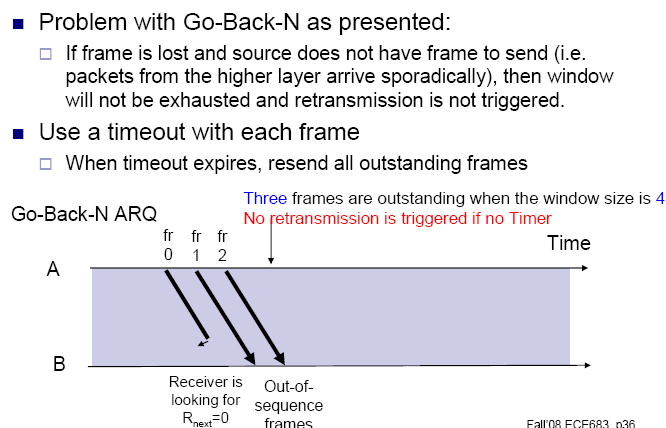 Problem with Go-Back-N as presented:
If frame is lost and source does not have frame to send (i.e.
packets from the higher layer arrive sporadically), then window
will not be exhausted and retransmission is not triggered.
Use a timeout with each frame
When timeout expires, resend all outstanding frames
Three frames are outstanding when the window size is 4
Go-Back-N ARQ
No retransmission is triggered if no Timer
fr fr fr
0 1 2
Time
A
B
Receiver is
looking for
Rnext=0
Out-of-
sequence
frames
Fall'08 ECE683 p36